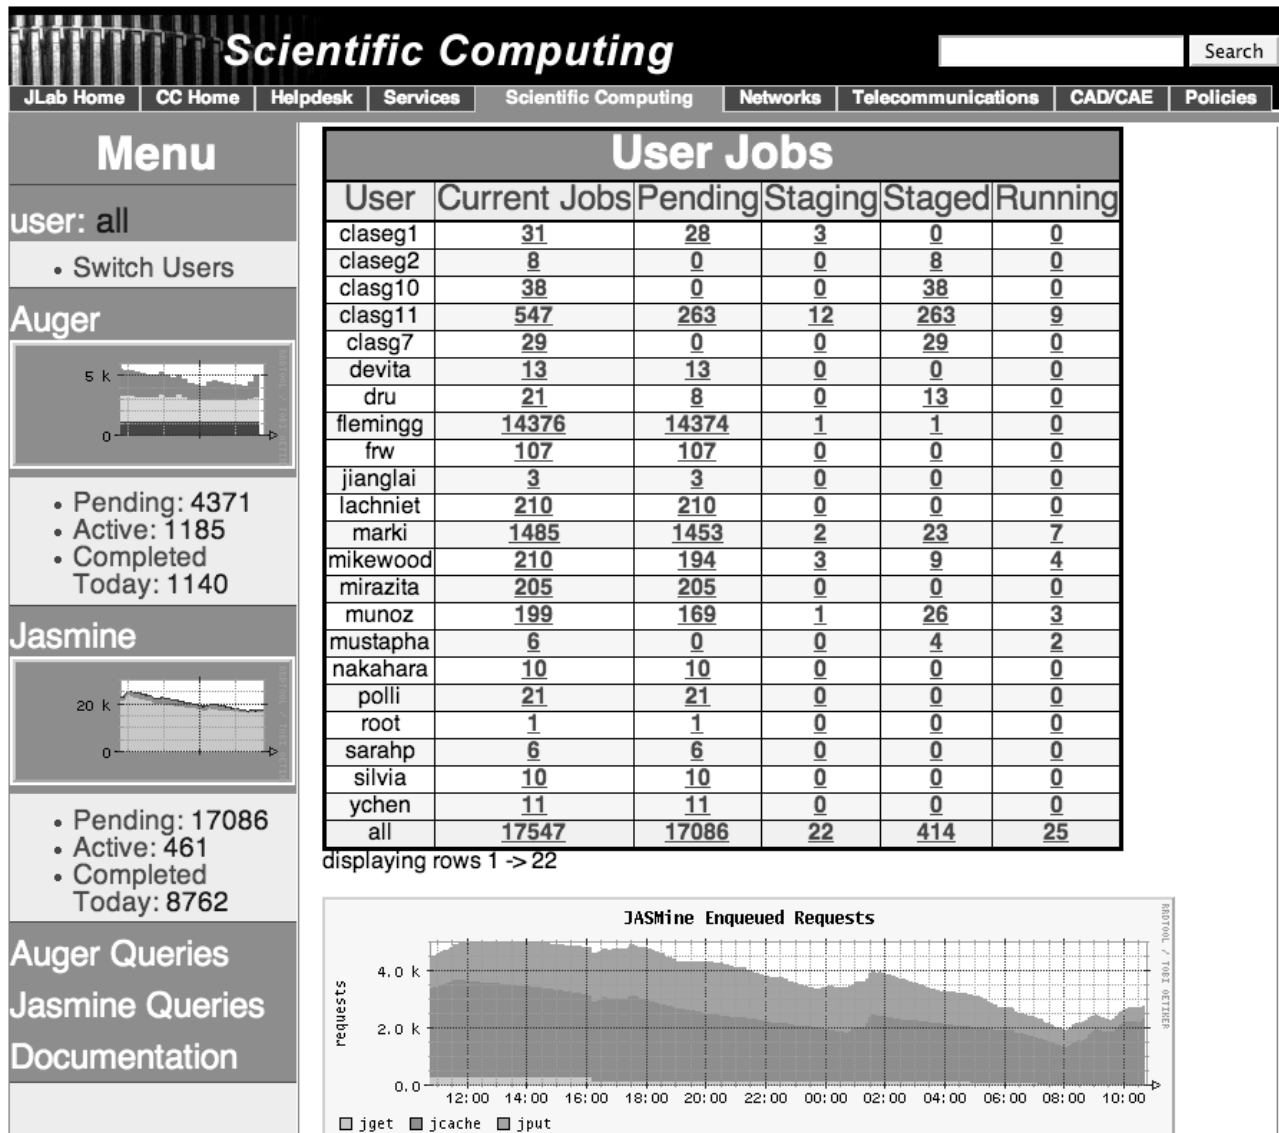 Scientific Computing
Search
JLab Home CC Home Helpdesk Services Scientific Computing Networks Telecommunications CAD/CAE Policies
Menu
user: all
• Switch Users
Auger
5 k
0
RRDTOOL / TOBI OETIKER
• Pending: 4371
• Active: 1185
• Completed
Today: 1140
Jasmine
20 k
0
RRDTOOL / TOBI OETIKER
• Pending: 17086
• Active: 461
• Completed
Today: 8762
Auger Queries
Jasmine Queries
Documentation
User Jobs
User Current Jobs Pending Staging Staged Running
claseg1 31 28 3 0 0
claseg2 8 0 0 8 0
clasg10 38 0 0 38 0
clasg11 547 263 12 263 9
clasg7 29 0 0 29 0
devita 13 13 0 0 0
dru 21 8 0 13 0
flemingg 14376 14374 1 1 0
frw 107 107 0 0 0
jianglai 3 3 0 0 0
lachniet 210 210 0 0 0
marki 1485 1453 2 23 7
mikewood 210 194 3 9 4
mirazita 205 205 0 0 0
munoz 199 169 1 26 3
mustapha 6 0 0 4 2
nakahara 10 10 0 0 0
polli 21 21 0 0 0
root 1 1 0 0 0
sarahp 6 6 0 0 0
silvia 10 10 0 0 0
ychen 11 11 0 0 0
all 17547 17086 22 414 25
displaying rows 1 -> 22
JASMine Enqueued Requests
RRDTOOL / TOBI OETIKER
requests
4.0 k
2.0 k
0.0
12:00 14:00 16:00 18:00 20:00 22:00 00:00 02:00 04:00 06:00 08:00 10:00
jget jcache jput